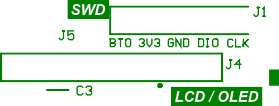 SWD
J1
J5
BTO 3V3 GND DIO CLK
J4
C3
LCD / OLED